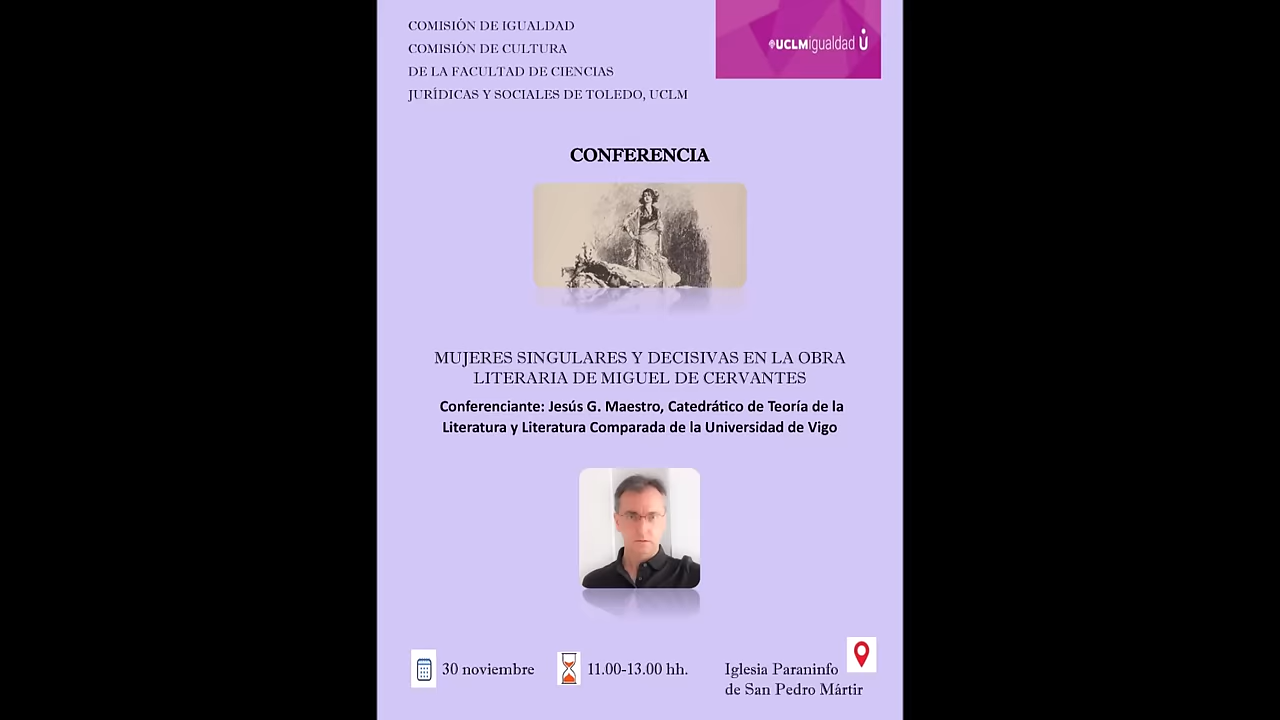 COMISIÓN DE IGUALDAD
COMISIÓN DE CULTURA
DE LA FACULTAD DE CIENCIAS
JURÍDICAS Y SOCIALES DE TOLEDO, UCLM
@UCLMigualdad
CONFERENCIA
MUJERES SINGULARES Y DECISIVAS EN LA OBRA
LITERARIA DE MIGUEL DE CERVANTES
Conferenciante: Jesús G. Maestro, Catedrático de Teoría de la
Literatura y Literatura Comparada de la Universidad de Vigo
30 noviembre
11.00-13.00 hh.
Iglesia Paraninfo
de San Pedro Mártir